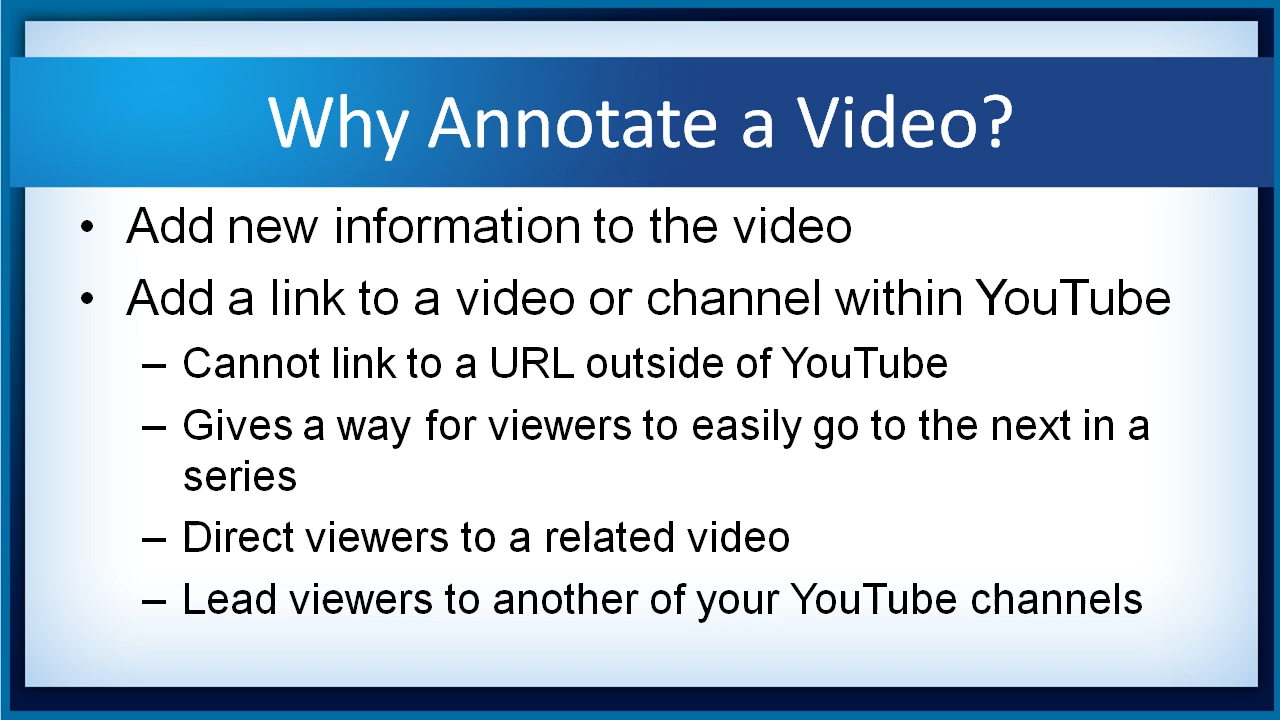 Why Annotate a Video?
• Add new information to the video
• Add a link to a video or channel within YouTube
– Cannot link to a URL outside of YouTube
– Gives a way for viewers to easily go to the next in a
series
– Direct viewers to a related video
– Lead viewers to another of your YouTube channels